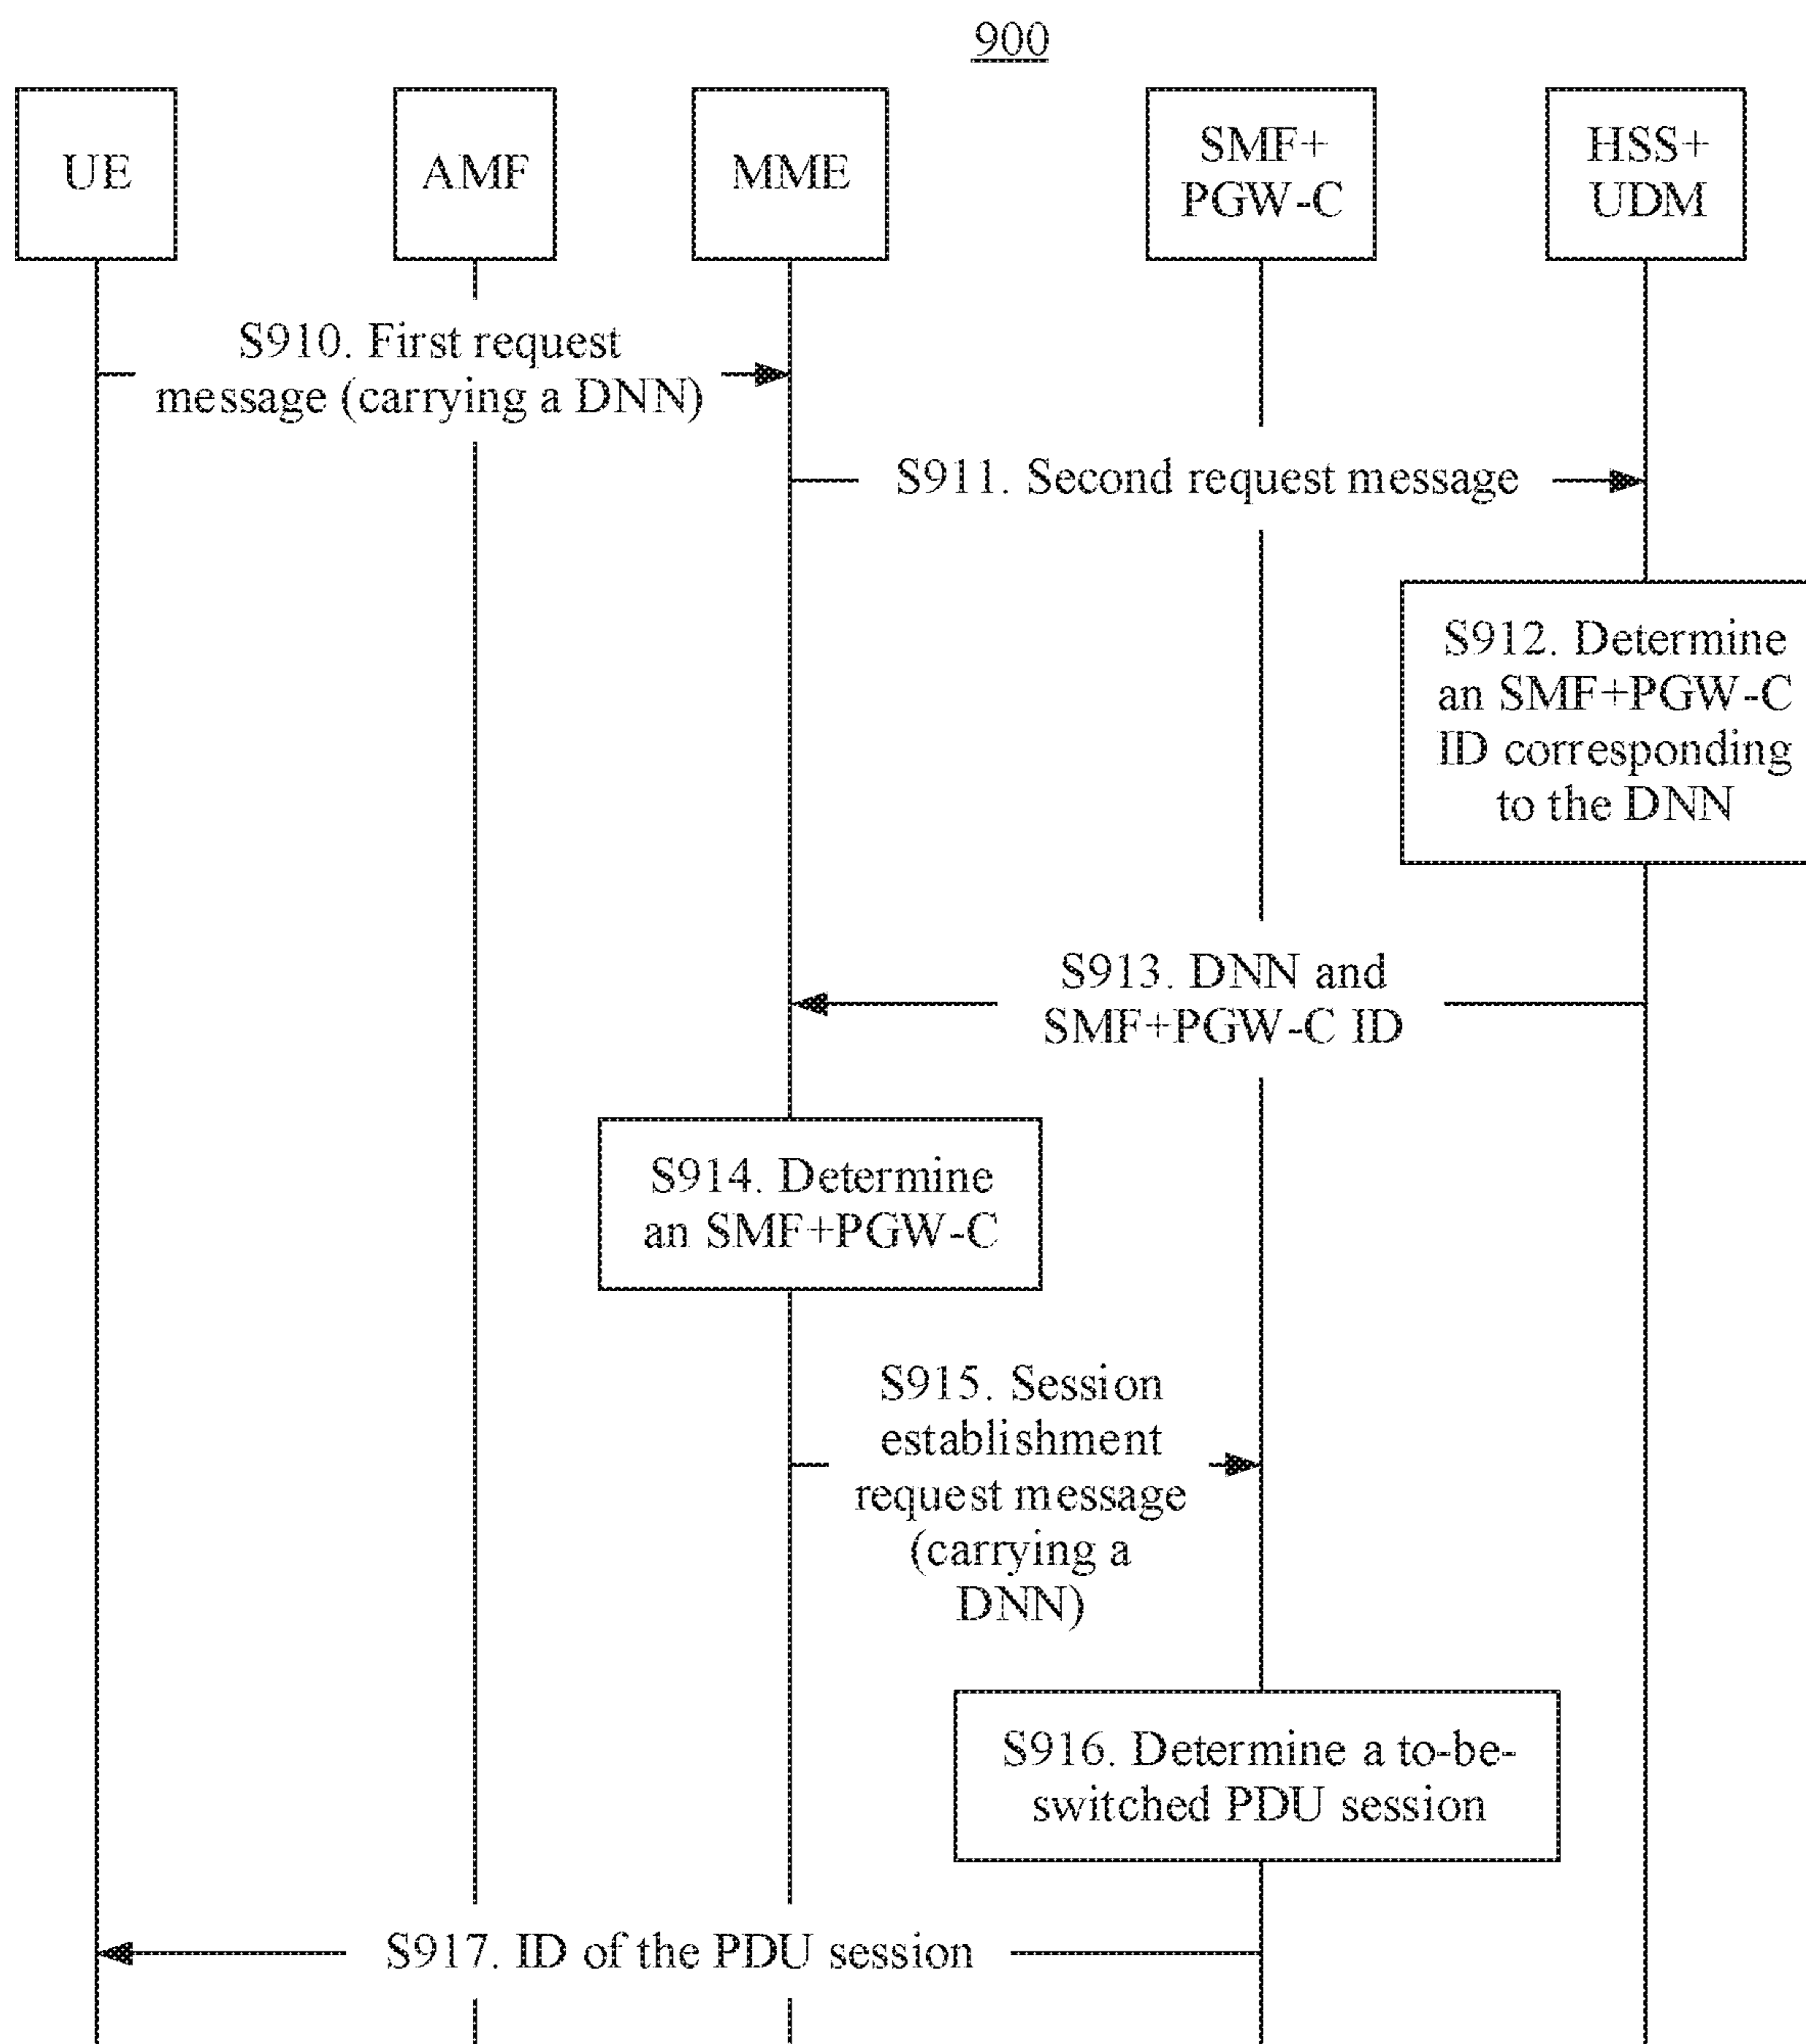 900
UE
AMF
MME
SMF+
PGW-C
HSS+
UDM
S910. First request
message (carrying a DNN)
S911. Second request message
S912. Determine
an SMF+PGW-C
ID corresponding
to the DNN
S913. DNN and
SMF+PGW-C ID
S914. Determine
an SMF+PGW-C
S915. Session
establishment
request message
(carrying a
DNN)
S916. Determine a to-be-
switched PDU session
S917. ID of the PDU session